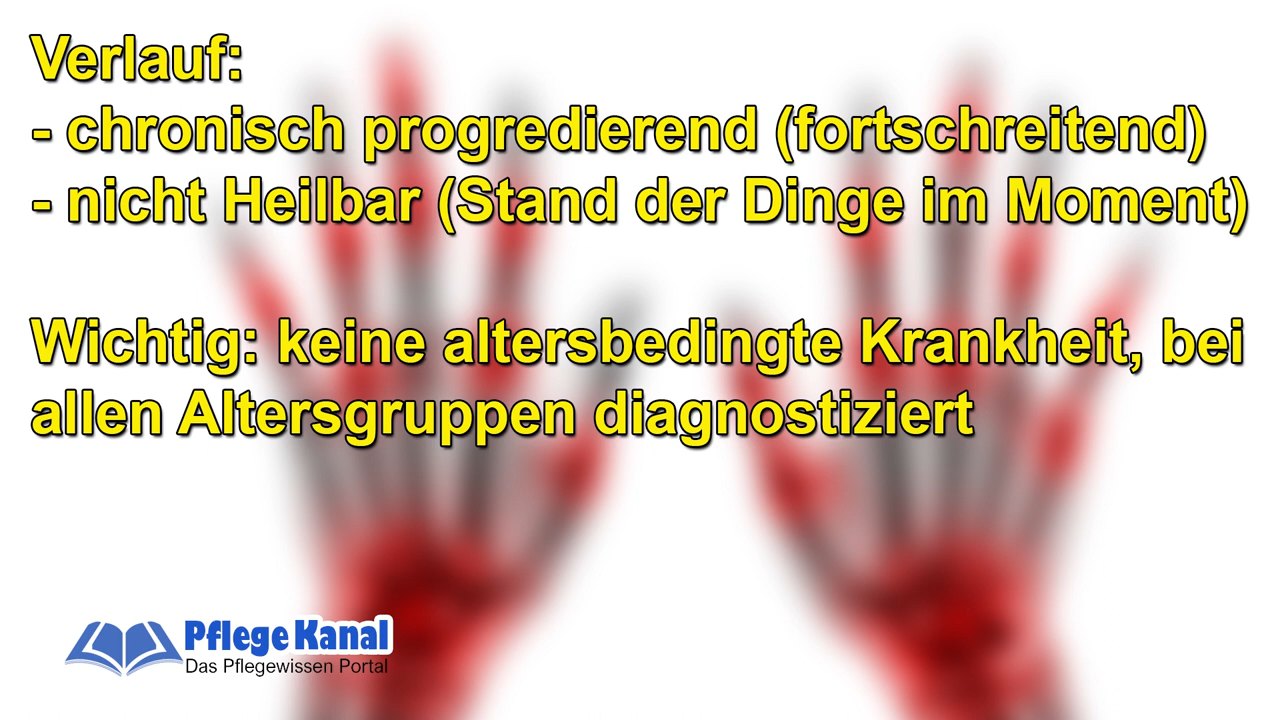 Verlauf:
- chronisch progredierend (fortschreitend)
- nicht Heilbar (Stand der Dinge im Moment)
Wichtig: keine altersbedingte Krankheit, bei
allen Altersgruppen diagnostiziert
Pflege Kanal
Das Pflegewissen Portal